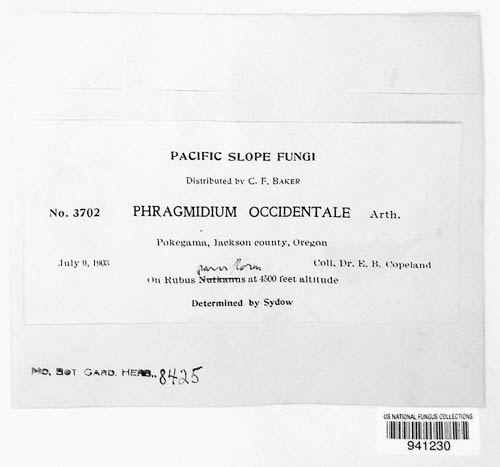 PACIFIC SLOPE FUNGI
Distributed by C. F. BAKER
No. 3702 PHRAGMIDIUM OCCIDENTALE Arth.
Pokegama, Jackson county, Oregon
July 9, 1903 Coll. Dr. E. B. Copeland
On Rubus Nutkanus at 4500 feet altitude
Determined by Sydow
MO. BOT GARD. HERB., 8425
US NATIONAL FUNGUS COLLECTIONS
941230